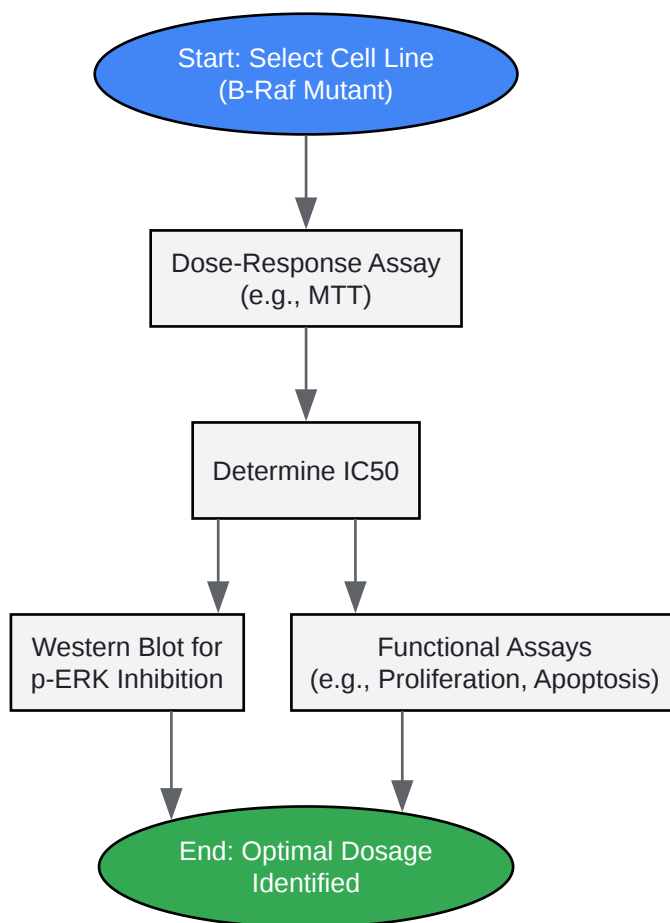 Start: Select Cell Line
(B-Raf Mutant)
Dose-Response Assay
(e.g., MTT)
Determine IC50
Western Blot for
p-ERK Inhibition
Functional Assays
(e.g., Proliferation, Apoptosis)
End: Optimal Dosage
Identified